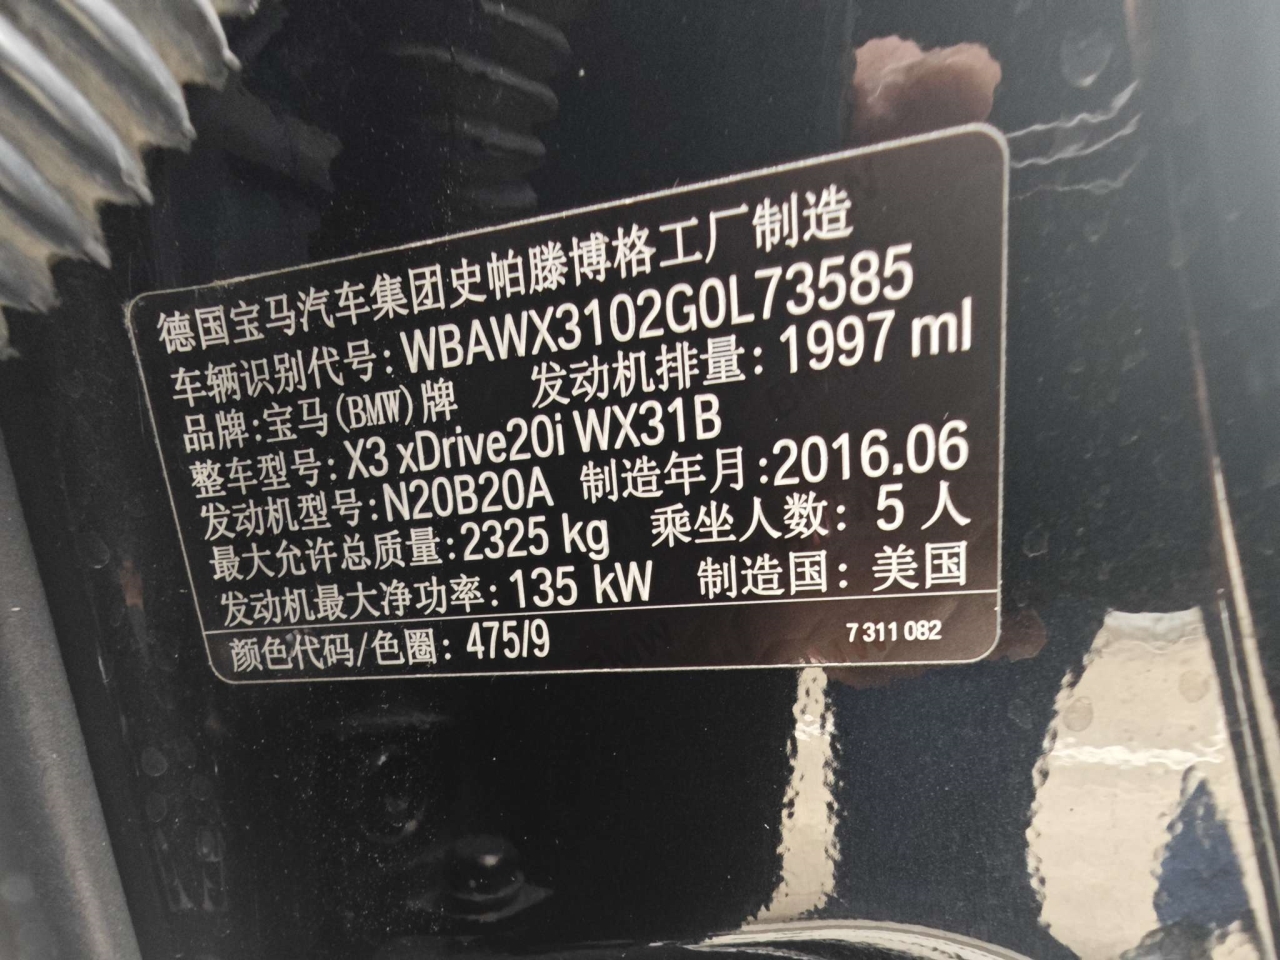 德国宝马汽车集团史帕滕博格工厂制造
车辆识别代号: WBAWX3102G0L73585
品牌:宝马(BMW)牌 发动机排量: 1997 ml
整车型号: X3 xDrive20i WX31B
发动机型号:N20B20A 制造年月:2016.06
最大允许总质量:2325 kg 乘坐人数: 5 人
发动机最大净功率: 135 kW 制造国: 美国
颜色代码/色圈: 475/9 7 311 082